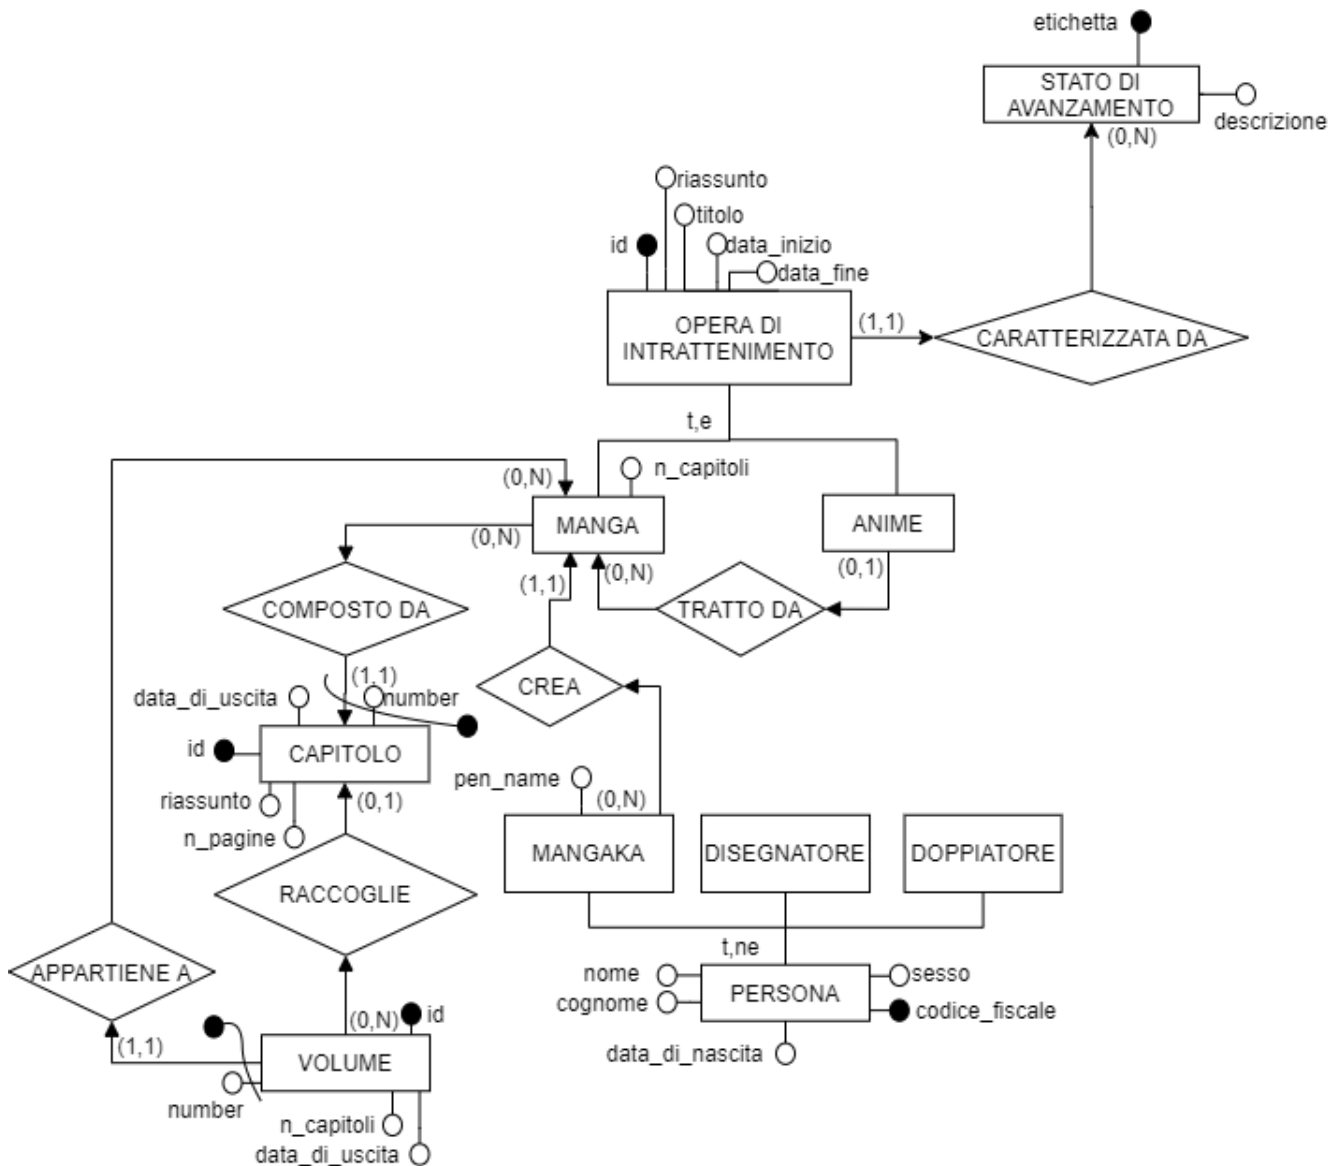 etichetta
STATO DI
AVANZAMENTO
descrizione
(0,N)
riassunto
titolo
id
data_inizio
data_fine
OPERA DI
INTRATTENIMENTO
(1,1)
CARATTERIZZATA DA
t,e
(0,N)
n_capitoli
MANGA
ANIME
(0,N)
(1,1)
(0,N)
(0,1)
COMPOSTO DA
TRATTO DA
(1,1)
CREA
data_di_uscita
number
id
CAPITOLO
riassunto
(0,1)
n_pagine
pen_name
(0,N)
MANGAKA
DISEGNATORE
DOPPIATORE
RACCOGLIE
t,ne
APPARTIENE A
nome
sesso
cognome
PERSONA
codice_fiscale
(0,N)
id
(1,1)
VOLUME
data_di_nascita
number
n_capitoli
data_di_uscita